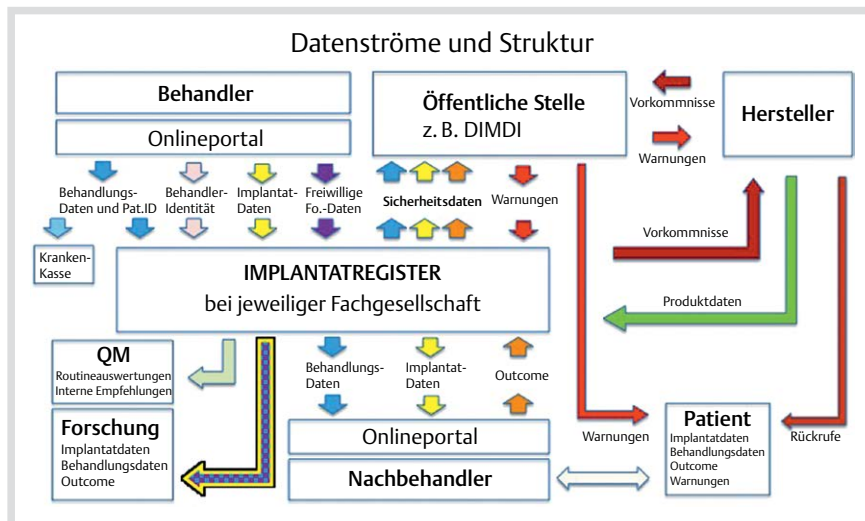 Datenströme und Struktur
Behandler
Onlineportal
Öffentliche Stelle
z. B. DIMDI
Vorkommnisse
Warnungen
Hersteller
Behandlungs-
Daten und Pat.ID
Behandler-
Identität
Implantat-
Daten
Freiwillige
Fo.-Daten
Sicherheitsdaten
Warnungen
Kranken-
Kasse
IMPLANTATREGISTER
bei jeweiliger Fachgesellschaft
Vorkommnisse
Produktdaten
QM
Routineauswertungen
Interne Empfehlungen
Behandlungs-
Daten
Implantat-
Daten
Outcome
Forschung
Implantatdaten
Behandlungsdaten
Outcome
Onlineportal
Nachbehandler
Warnungen
Patient
Implantatdaten
Behandlungsdaten
Outcome
Warnungen
Rückrufe